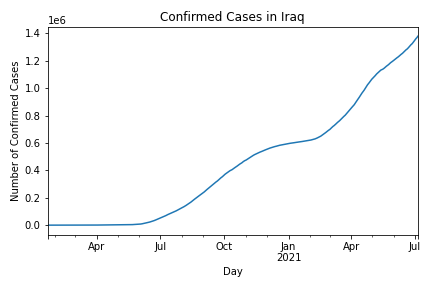 Confirmed Cases in Iraq
1e6
1.4
1.2
1.0
0.8
0.6
0.4
0.2
0.0
Number of Confirmed Cases
Apr
Jul
Oct
Jan
2021
Apr
Jul
Day